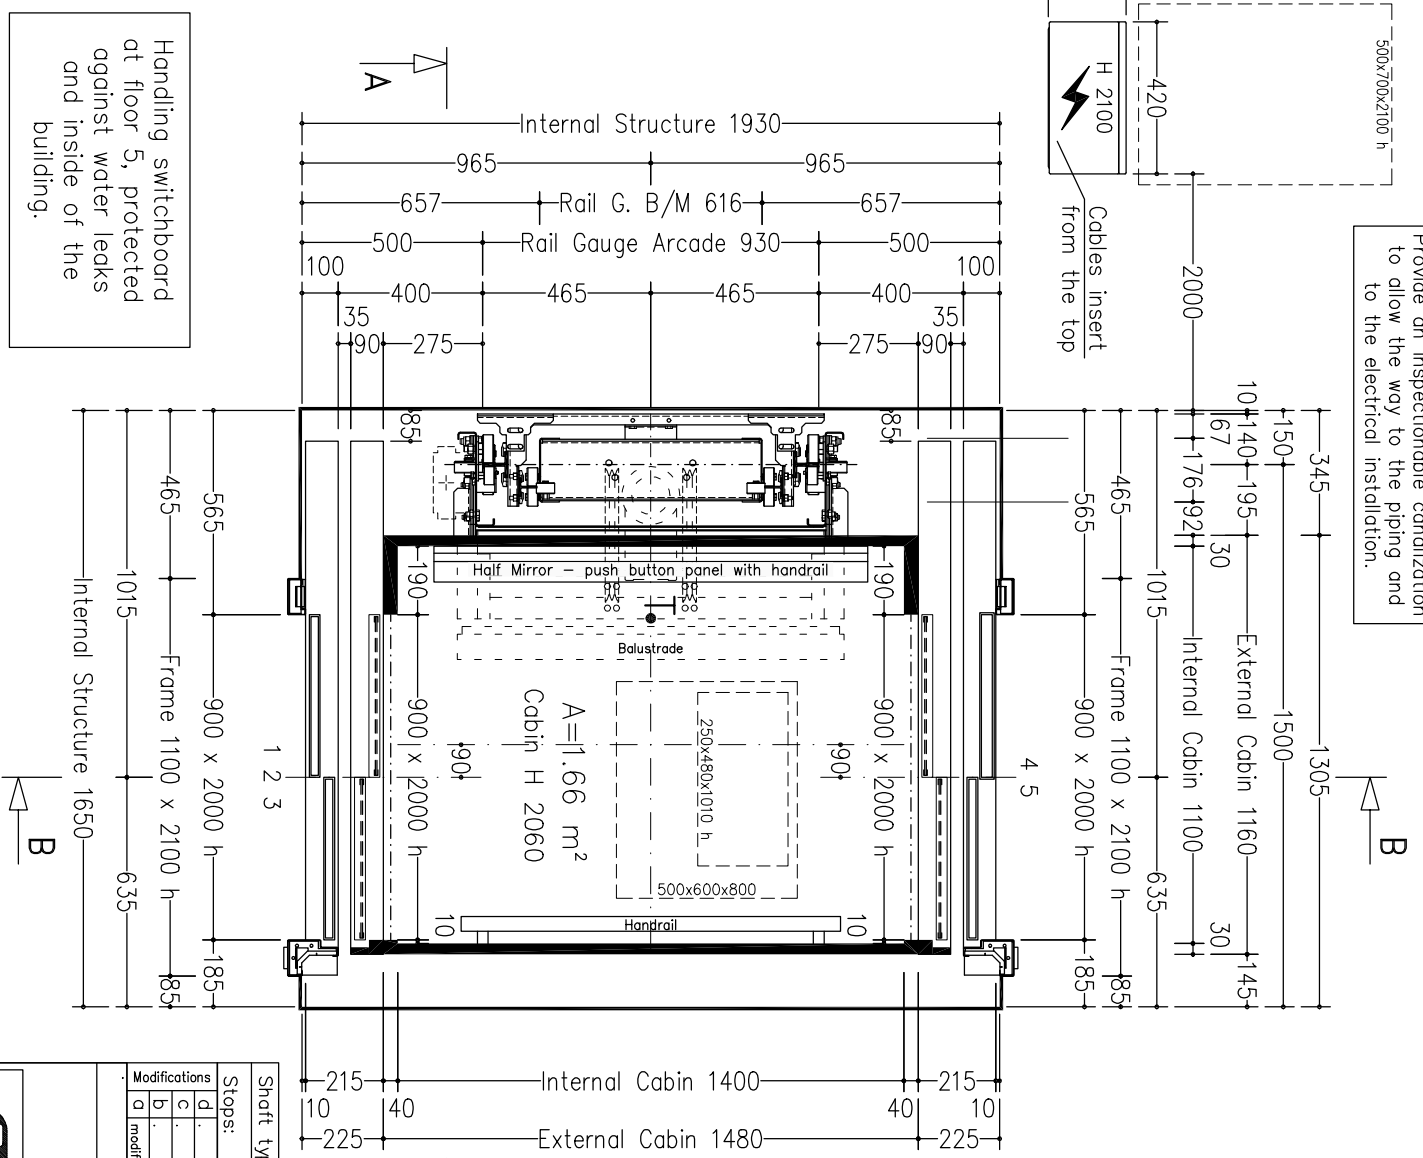 Handling switchboard
at floor 5, protected
against water leaks
and inside of the
building.
A
H 2100
420
500x700x2100 h
Cables insert
from the top
2000
to allow the way to the piping and
to the electrical installation.
Internal Structure 1930
965 965
657 Rail G. B/M 616 657
500 Rail Gauge Arcade 930 500
100 100
400 465 465 400
35 35
90 275 275 90
85 85
Half Mirror – push button panel with handrail
190 190
Balustrade
900 x 2000 h
900 x 2000 h
90 90
A=1.66 m²
Cabin H 2060
250x480x1010 h
500x600x800
Handrail
10 10
1 2 3
4 5
565 900 x 2000 h 185
465 Frame 1100 x 2100 h 85
1015 635
Internal Structure 1650
B
565 900 x 2000 h 185
465 Frame 1100 x 2100 h 85
1015 635
67 176 92 Internal Cabin 1100
30 30
10 140 195 External Cabin 1160 145
150 1500
345 1305
B
215 Internal Cabin 1400 215
10 40 40 10
225 External Cabin 1480 225
Shaft
Stops:
Modifications
d
c
b
a